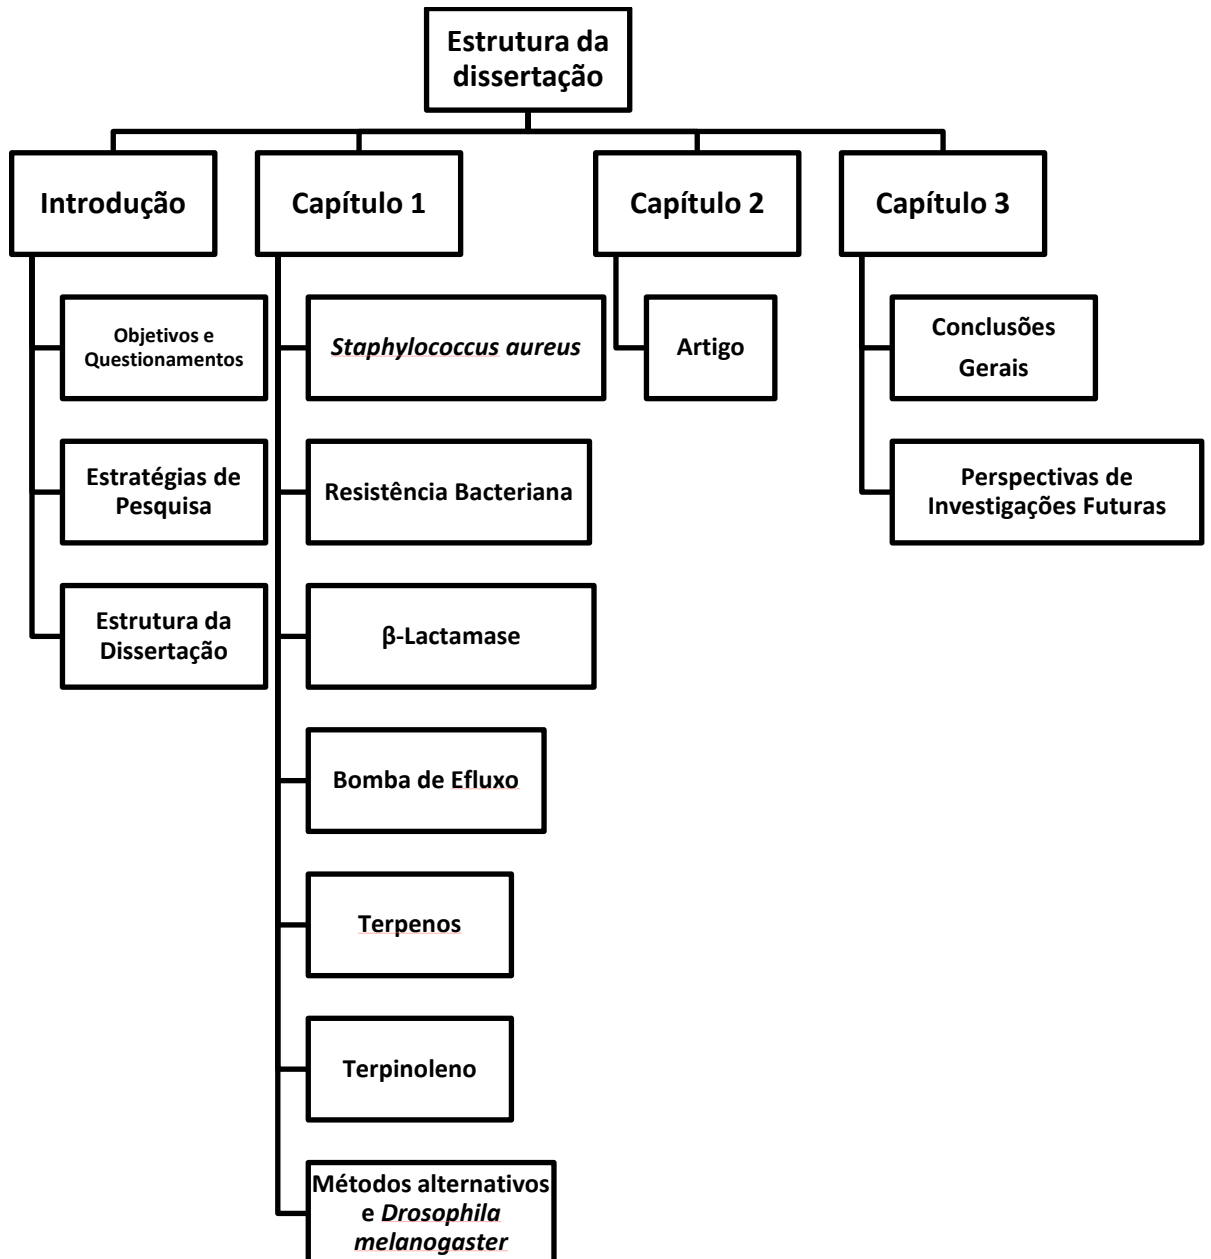 Estrutura da
dissertação
Introdução
Capítulo 1
Capítulo 2
Capítulo 3
Objetivos e
Questionamentos
Estratégias de
Pesquisa
Estrutura da
Dissertação
Staphylococcus aureus
Resistência Bacteriana
β-Lactamase
Bomba de Efluxo
Terpenos
Terpinoleno
Métodos alternativos
e Drosophila
melanogaster
Artigo
Conclusões
Gerais
Perspectivas de
Investigações Futuras